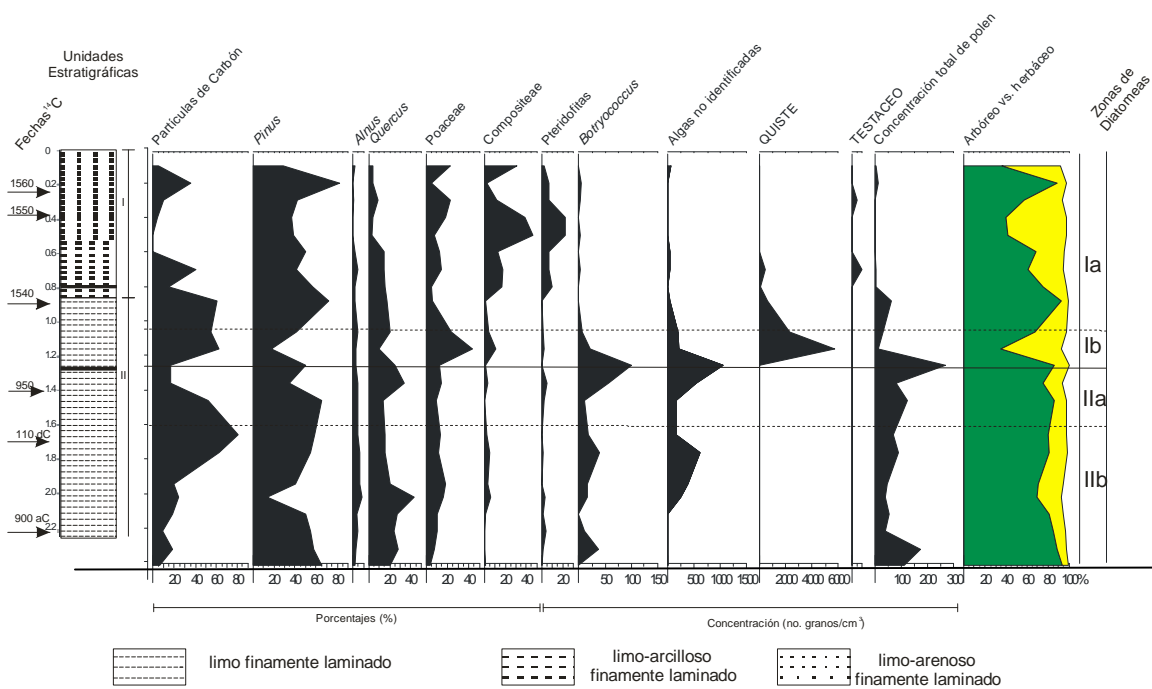 Unidades
Estratigráficas
Fechas ¹⁴C
Partículas de Carbón
Pinus
Alnus
Quercus
Poaceae
Compositeae
Pteridofitas
Botryococcus
Algas no identificadas
QUISTE
TESTACEO
Concentración total de polen
Arbóreo vs. herbáceo
Zonas de
Diatomeas
0
0.2
0.4
0.6
0.8
1.0
1.2
1.4
1.6
1.8
2.0
2.2
1560
1550
1540
950
110 dC
900 aC
I
II
Ia
Ib
IIa
IIb
20 40 60 80
20 40 60 80
20 40
20 40
20 40
20
50 100 150
500 1000 1500
2000 4000 6000
100 200 300
20 40 60 80 100%
Porcentajes (%)
Concentración (no. granos/cm³)
limo finamente laminado
limo-arcilloso
finamente laminado
limo-arenoso
finamente laminado